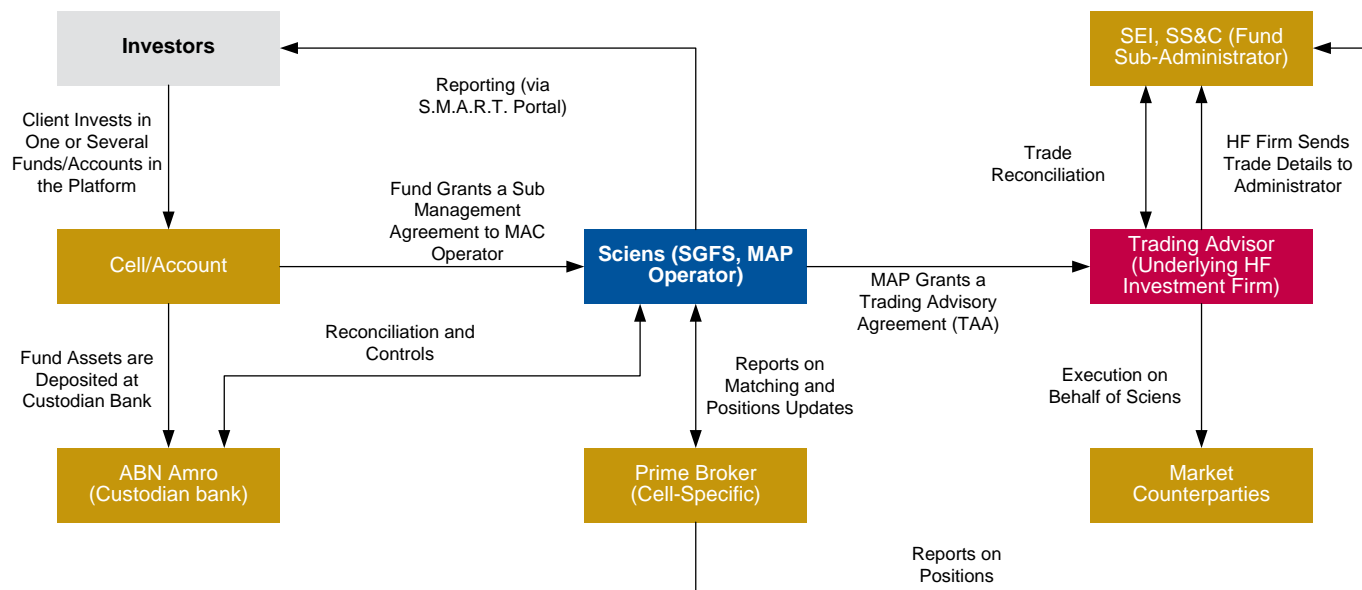 Investors
SEI, SS&C (Fund
Sub-Administrator)
Reporting (via
S.M.A.R.T. Portal)
Client Invests in
One or Several
Funds/Accounts in
the Platform
Trade
Reconciliation
HF Firm Sends
Trade Details to
Administrator
Fund Grants a Sub
Management
Agreement to MAC
Operator
Cell/Account
Sciens (SGFS, MAP
Operator)
Trading Advisor
(Underlying HF
Investment Firm)
MAP Grants a
Trading Advisory
Agreement (TAA)
Reconciliation and
Controls
Fund Assets are
Deposited at
Custodian Bank
Reports on
Matching and
Positions Updates
Execution on
Behalf of Sciens
ABN Amro
(Custodian bank)
Prime Broker
(Cell-Specific)
Market
Counterparties
Reports on
Positions